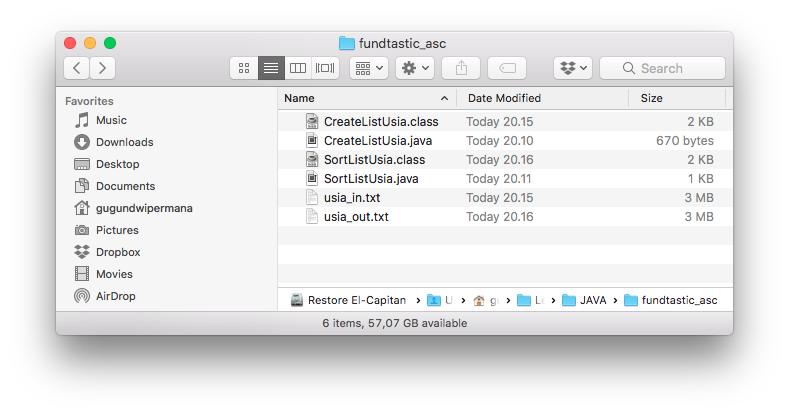 fundtastic_asc
Search
Favorites
Music
Downloads
Desktop
Documents
gugundwipermana
Pictures
Dropbox
Movies
AirDrop
Name Date Modified Size
CreateListUsia.class Today 20.15 2 KB
CreateListUsia.java Today 20.10 670 bytes
SortListUsia.class Today 20.16 2 KB
SortListUsia.java Today 20.11 1 KB
usia_in.txt Today 20.15 3 MB
usia_out.txt Today 20.16 3 MB
Restore El-Capitan › › › › JAVA › fundtastic_asc
6 items, 57,07 GB available